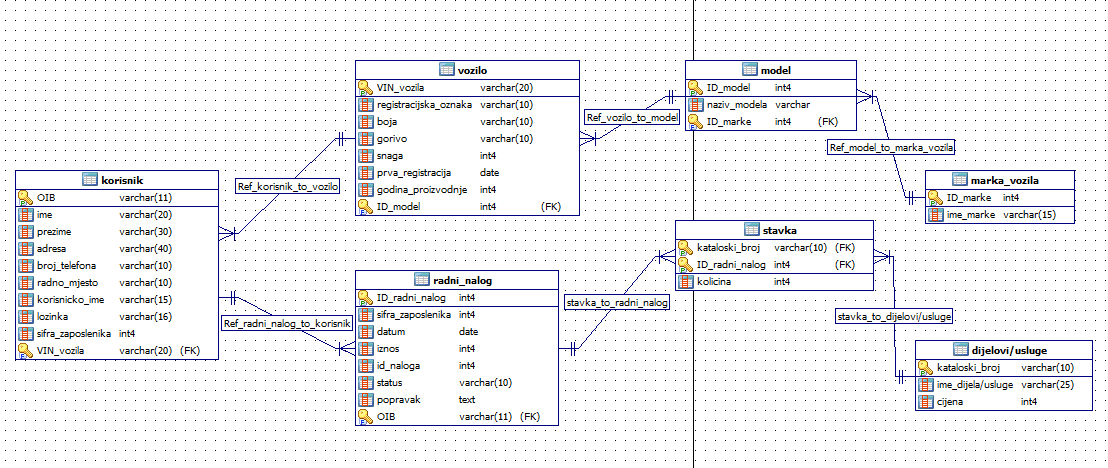 vozilo
VIN_vozila varchar(20)
registracijska_oznaka varchar(10)
boja varchar(10)
gorivo varchar(10)
snaga int4
prva_registracija date
godina_proizvodnje int4
ID_model int4 (FK)
Ref_vozilo_to_model
model
ID_model int4
naziv_modela varchar
ID_marke int4 (FK)
Ref_model_to_marka_vozila
marka_vozila
ID_marke int4
ime_marke varchar(15)
korisnik
OIB varchar(11)
ime varchar(20)
prezime varchar(30)
adresa varchar(40)
broj_telefona varchar(10)
radno_mjesto varchar(10)
korisnicko_ime varchar(15)
lozinka varchar(16)
sifra_zaposlenika int4
VIN_vozila varchar(20) (FK)
Ref_korisnik_to_vozilo
Ref_radni_nalog_to_korisnik
radni_nalog
ID_radni_nalog int4
sifra_zaposlenika int4
datum date
iznos int4
id_naloga int4
status varchar(10)
popravak text
OIB varchar(11) (FK)
stavka_to_radni_nalog
stavka
kataloski_broj varchar(10) (FK)
ID_radni_nalog int4 (FK)
kolicina int4
stavka_to_dijelovi/usluge
dijelovi/usluge
kataloski_broj varchar(10)
ime_dijela/usluge varchar(25)
cijena int4